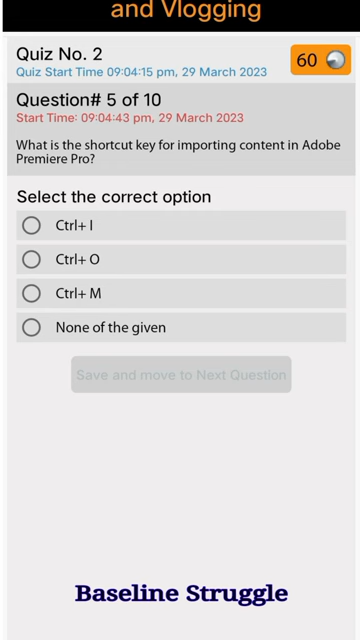 and Vlogging
Quiz No. 2
60
Quiz Start Time 09:04:15 pm, 29 March 2023
Question# 5 of 10
Start Time: 09:04:43 pm, 29 March 2023
What is the shortcut key for importing content in Adobe
Premiere Pro?
Select the correct option
Ctrl+ I
Ctrl+ O
Ctrl+ M
None of the given
Save and move to Next Question
Baseline Struggle